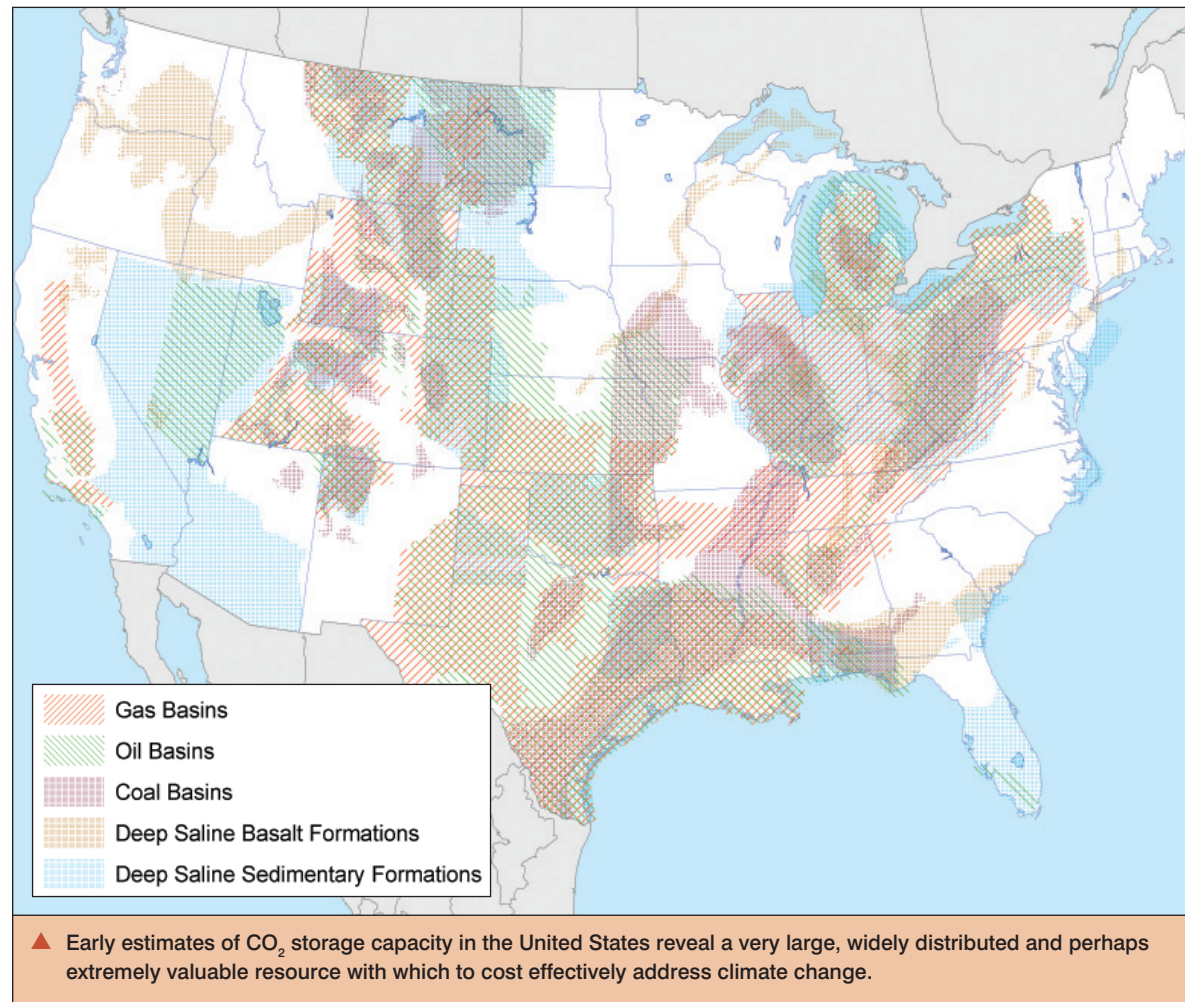 Gas Basins
Oil Basins
Coal Basins
Deep Saline Basalt Formations
Deep Saline Sedimentary Formations
▲ Early estimates of CO₂ storage capacity in the United States reveal a very large, widely distributed and perhaps
extremely valuable resource with which to cost effectively address climate change.